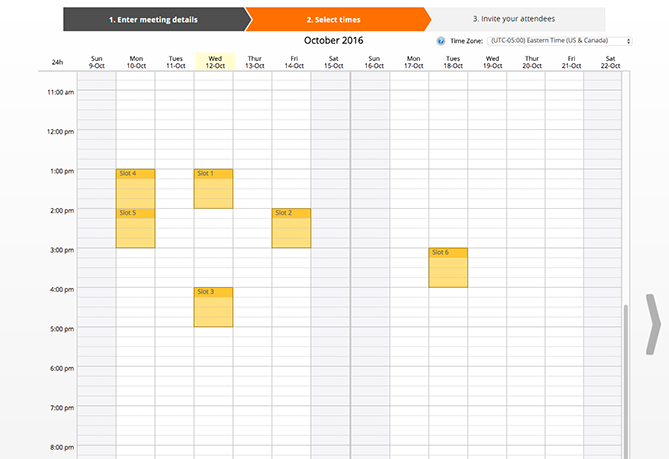 1. Enter meeting details
2. Select times
3. Invite your attendees
October 2016
? Time Zone: (UTC-05:00) Eastern Time (US & Canada)
24h
Sun
9-Oct
Mon
10-Oct
Tues
11-Oct
Wed
12-Oct
Thur
13-Oct
Fri
14-Oct
Sat
15-Oct
Sun
16-Oct
Mon
17-Oct
Tues
18-Oct
Wed
19-Oct
Thur
20-Oct
Fri
21-Oct
Sat
22-Oct
11:00 am
12:00 pm
1:00 pm
Slot 4
Slot 1
2:00 pm
Slot 5
Slot 2
3:00 pm
Slot 6
4:00 pm
Slot 3
5:00 pm
6:00 pm
7:00 pm
8:00 pm